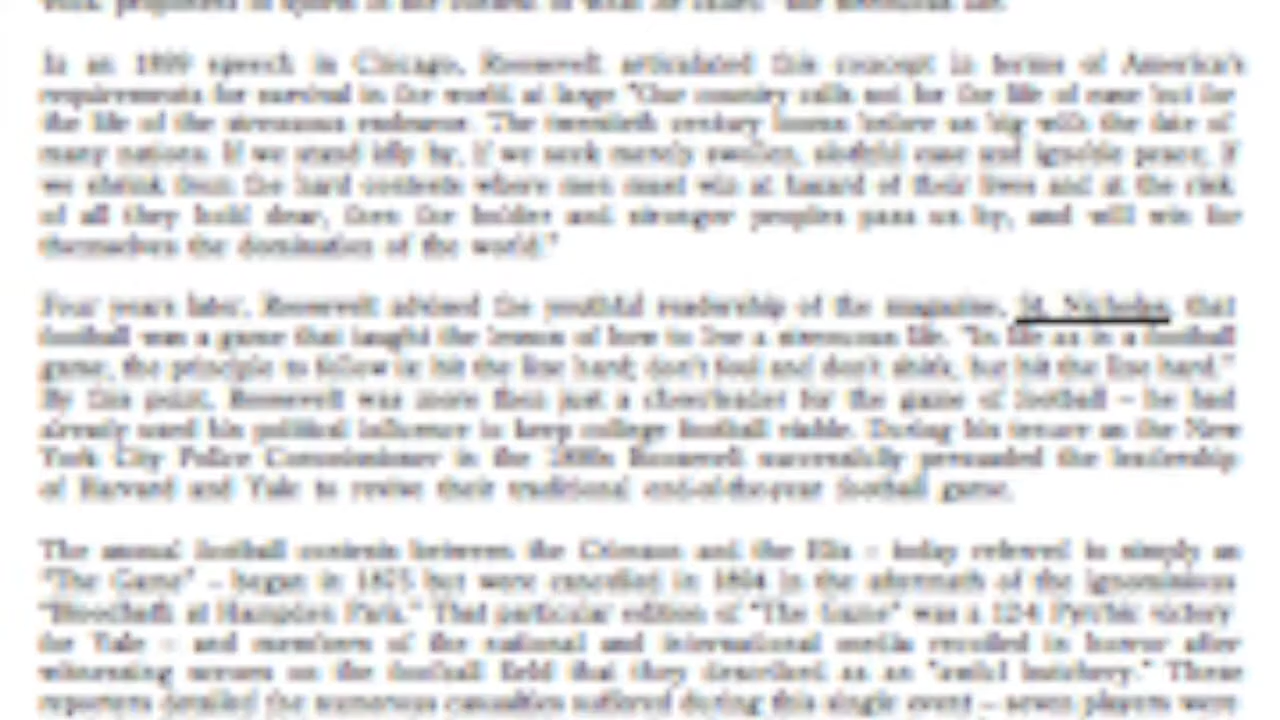 In an 1899 speech in Chicago, Roosevelt articulated this concept in terms of America's
requirements for survival in the world at large "Our country calls not for the life of ease but for
the life of the strenuous endeavor. The twentieth century looms before us big with the fate of
many nations. If we stand idly by, if we seek merely swollen, slothful ease and ignoble peace, if
we shrink from the hard contests where men must win at hazard of their lives and at the risk
of all they hold dear, then the bolder and stronger peoples pass us by, and will win for
themselves the domination of the world."
Four years later, Roosevelt advised the youthful readership of the magazine, St. Nicholas, that
football was a game that taught the lesson of how to live a strenuous life. "In life as in a football
game, the principle to follow is: hit the line hard; don't foul and don't shirk, but hit the line hard."
By this point, Roosevelt was more than just a cheerleader for the game of football – he had
already used his political influence to keep college football viable. During his tenure as the New
York City Police Commissioner in the 1890s Roosevelt successfully persuaded the leadership
of Harvard and Yale to revive their traditional end-of-the-year football game.
The annual football contests between the Crimson and the Elis – today referred to simply as
"The Game" – began in 1875 but were cancelled in 1894 in the aftermath of the ignominious
"Bloodbath at Hampden Park." That particular edition of "The Game" was a 12-4 Pyrrhic victory
for Yale – and members of the national and international media recoiled in horror after
witnessing scenes on the football field that they described as an "awful butchery." These
reporters detailed the numerous casualties suffered during this single event – seven players were